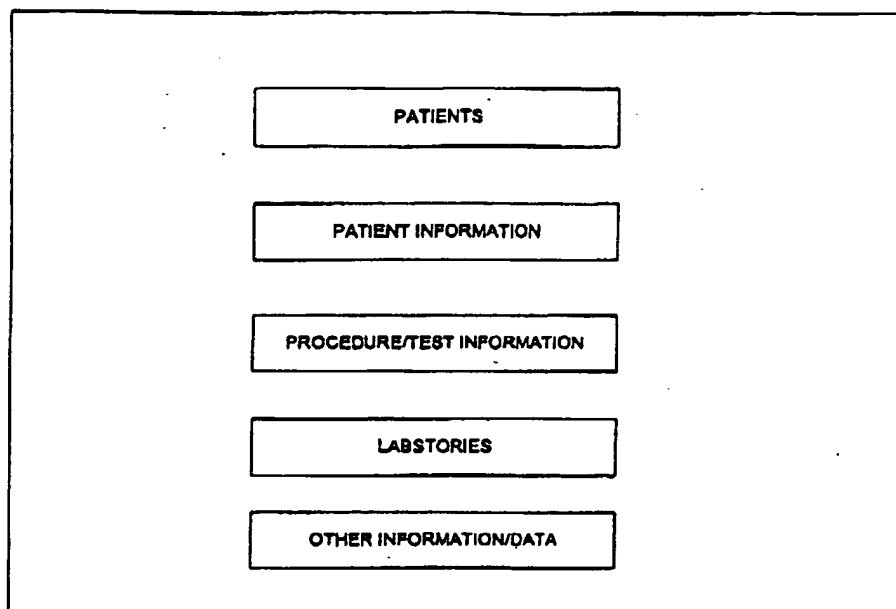 PATIENTS
PATIENT INFORMATION
PROCEDURE/TEST INFORMATION
LABSTORIES
OTHER INFORMATION/DATA